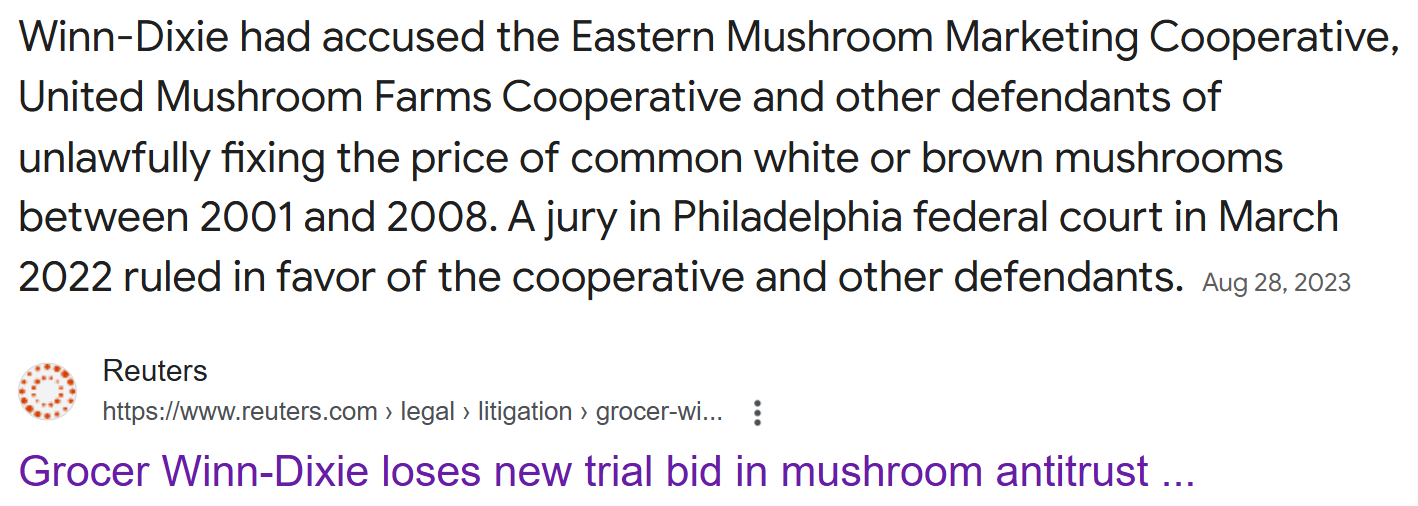 Winn-Dixie had accused the Eastern Mushroom Marketing Cooperative,
United Mushroom Farms Cooperative and other defendants of
unlawfully fixing the price of common white or brown mushrooms
between 2001 and 2008. A jury in Philadelphia federal court in March
2022 ruled in favor of the cooperative and other defendants. Aug 28, 2023
Reuters
https://www.reuters.com › legal › litigation › grocer-wi...
Grocer Winn-Dixie loses new trial bid in mushroom antitrust ...